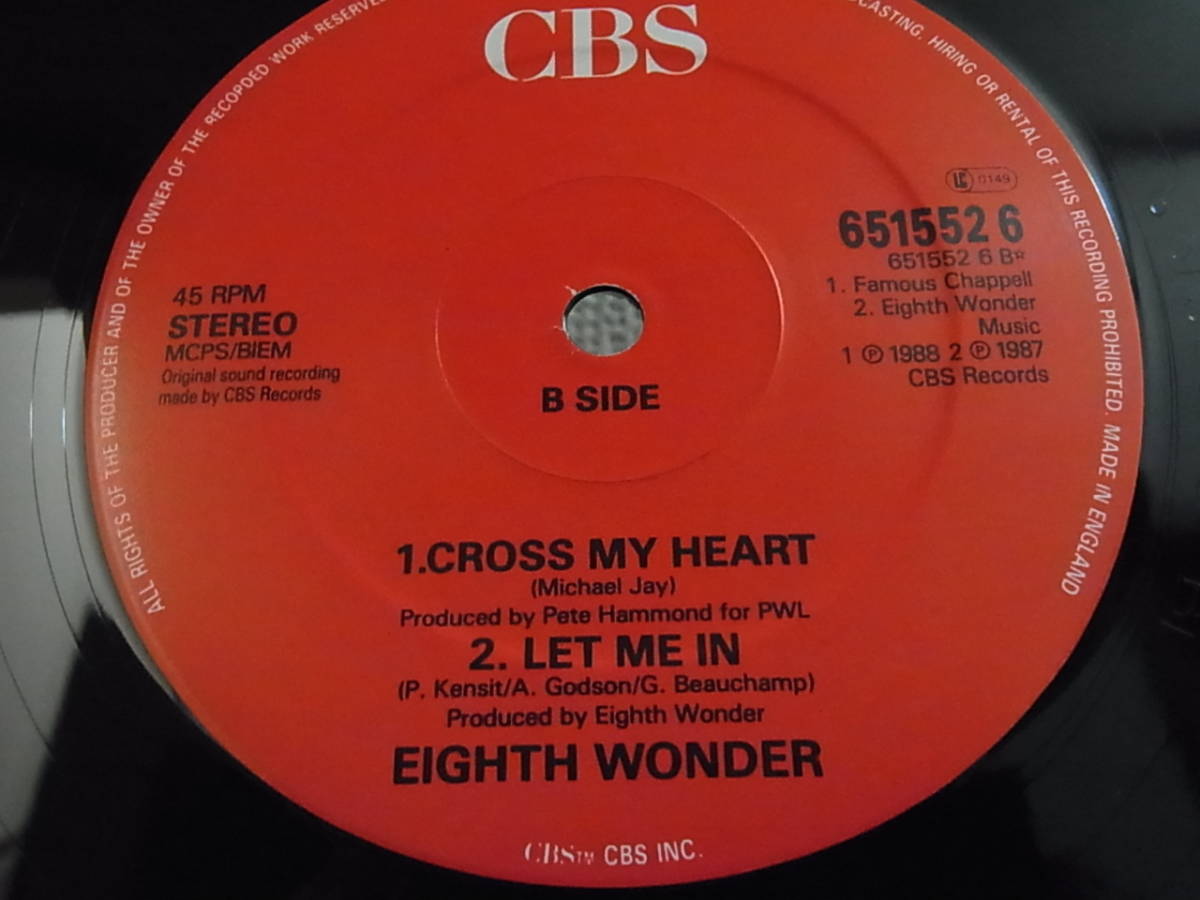 CBS
ALL RIGHTS OF THE PRODUCER AND OF THE OWNER OF THE RECORDED WORK RESERVED
CASTING. HIRING OR RENTAL OF THIS RECORDING PROHIBITED. MADE IN ENGLAND
LC 0149
651552 6
651552 6 B☆
1. Famous Chappell
2. Eighth Wonder
Music
1 ℗ 1988 2 ℗ 1987
CBS Records
45 RPM
STEREO
MCPS/BIEM
Original sound recording
made by CBS Records
B SIDE
1.CROSS MY HEART
(Michael Jay)
Produced by Pete Hammond for PWL
2. LET ME IN
(P. Kensit/A. Godson/G. Beauchamp)
Produced by Eighth Wonder
EIGHTH WONDER
CBS™ CBS INC.